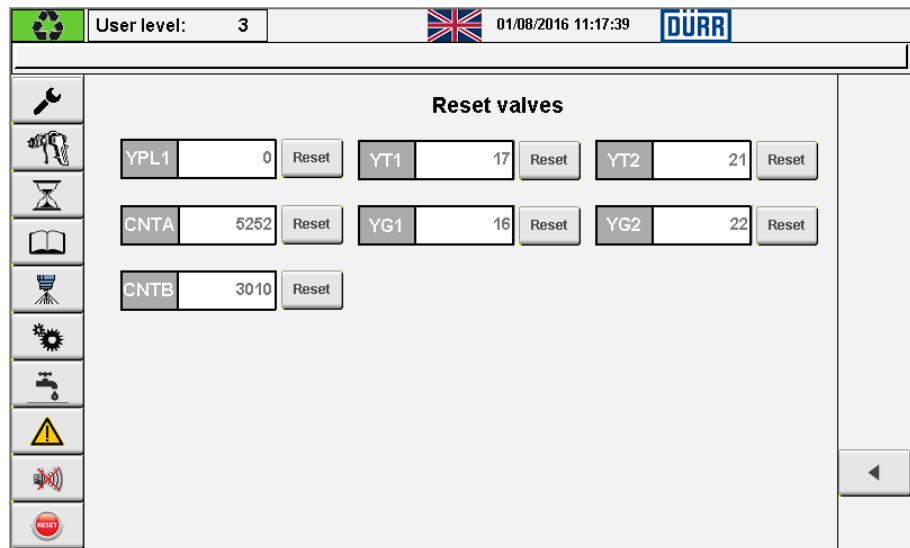 User level: 3 01/08/2016 11:17:39 DÜRR
Reset valves
YPL1 0 Reset YT1 17 Reset YT2 21 Reset
CNTA 5252 Reset YG1 16 Reset YG2 22 Reset
CNTB 3010 Reset
RESET